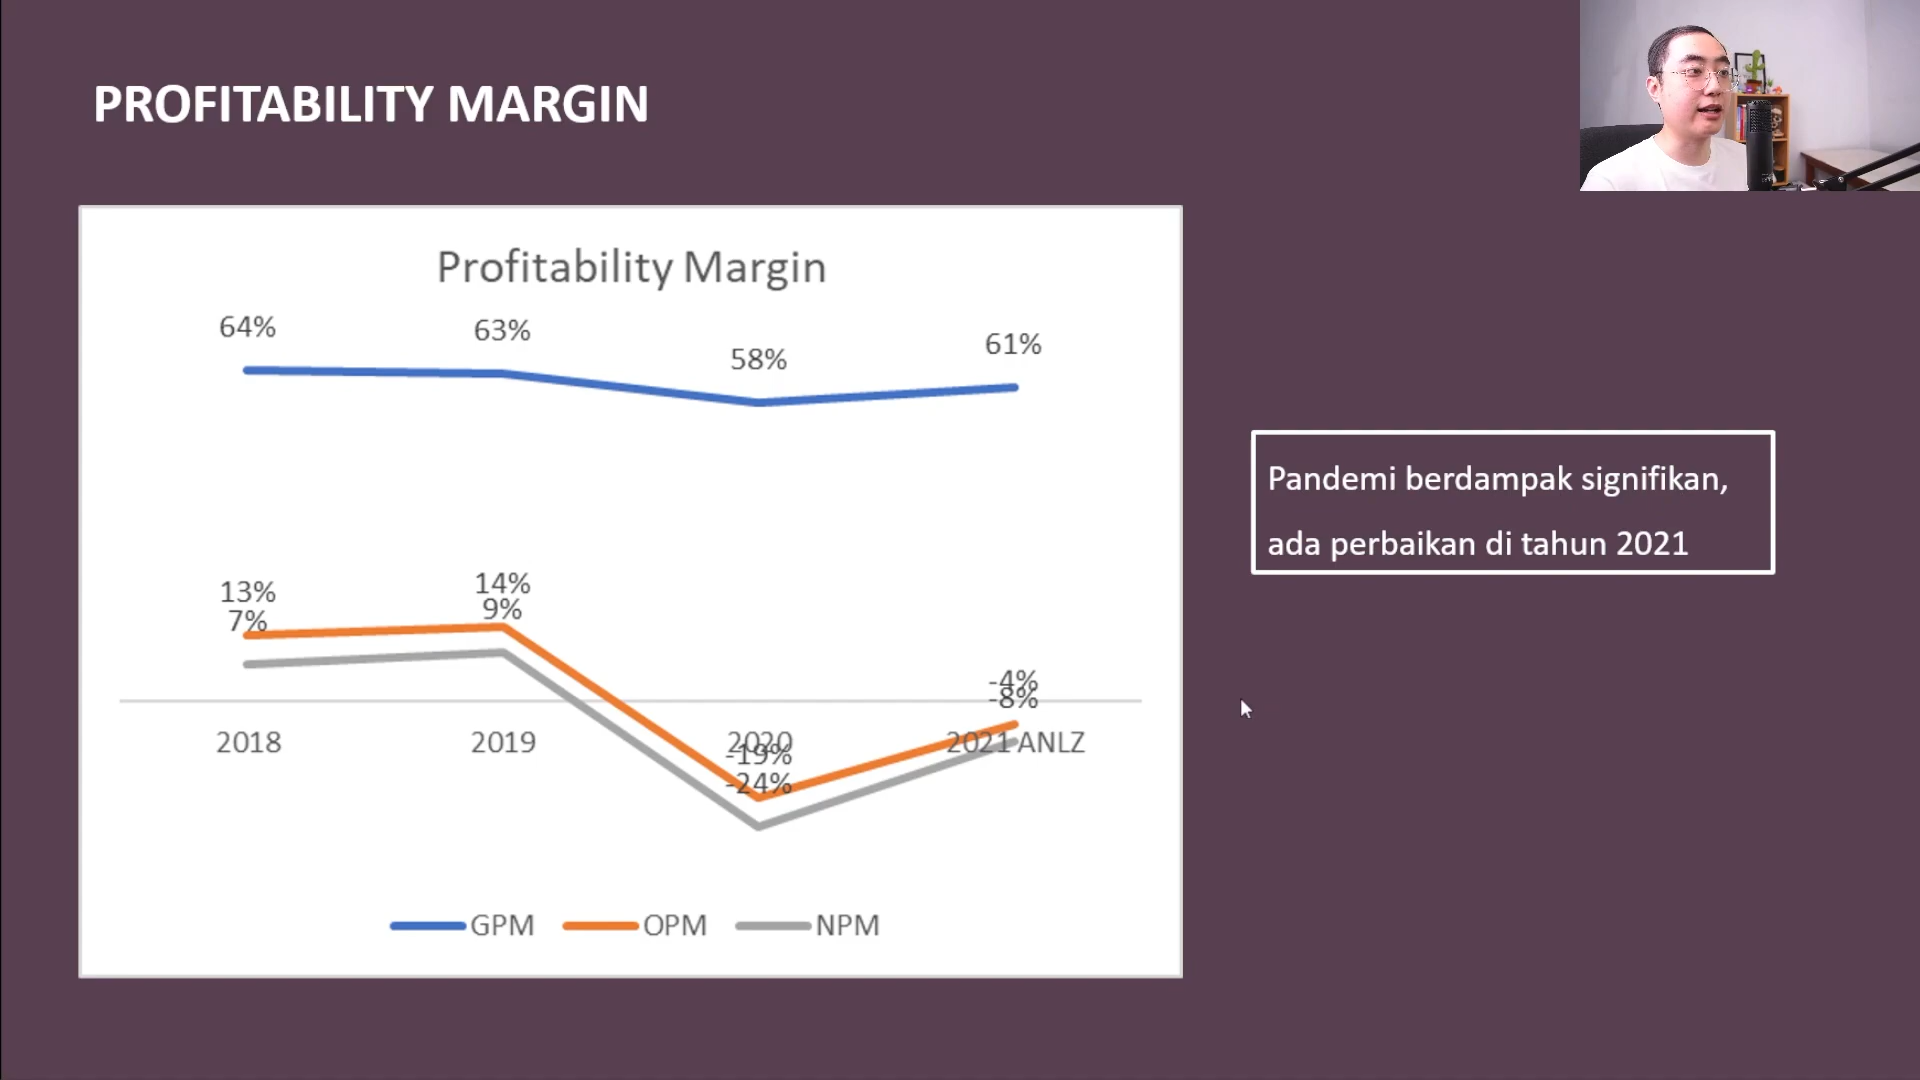 PROFITABILITY MARGIN
Profitability Margin
64%
63%
58%
61%
13%
14%
7%
9%
-4%
-8%
2018
2019
2020
2021 ANLZ
-19%
-24%
GPM
OPM
NPM
Pandemi berdampak signifikan,
ada perbaikan di tahun 2021